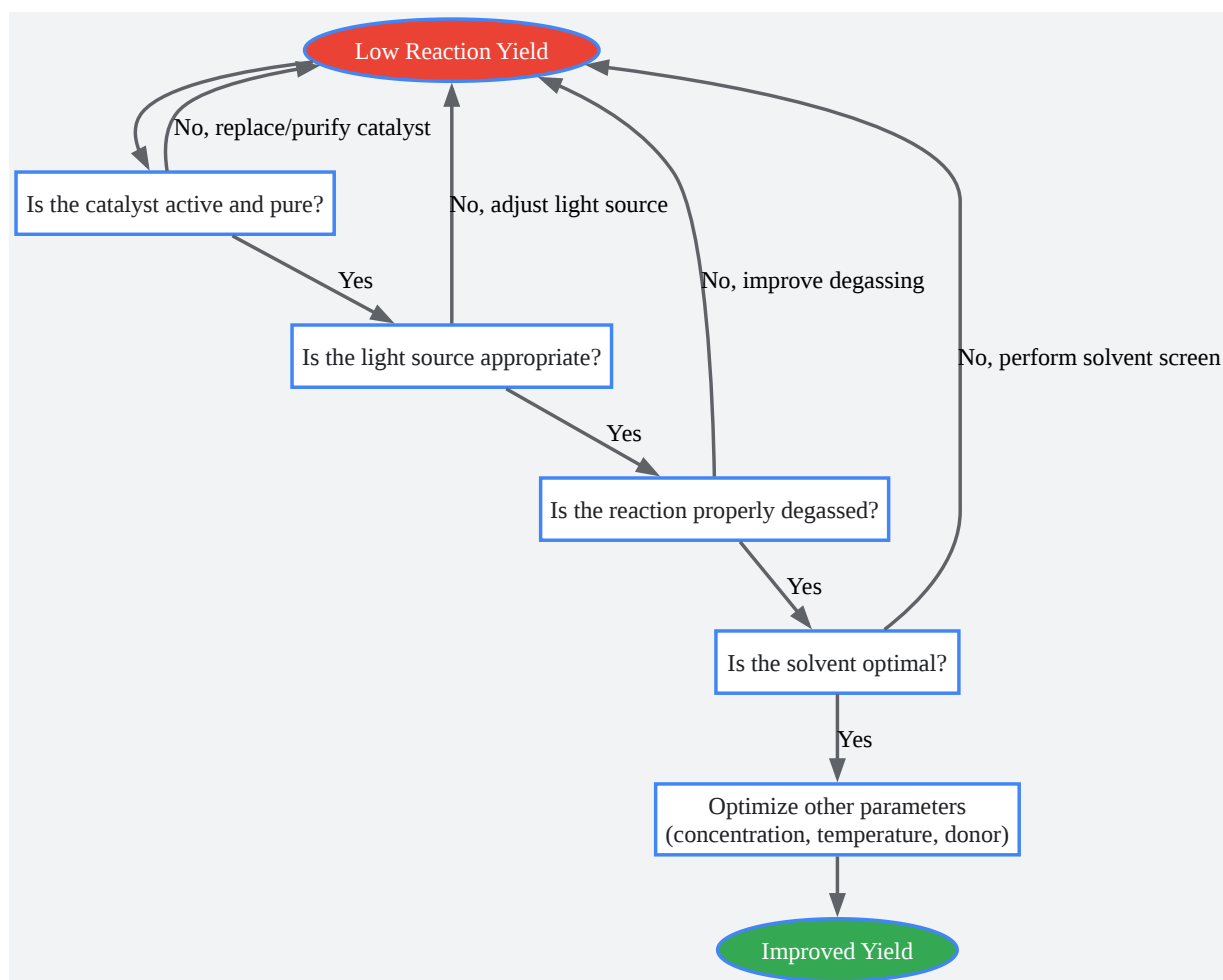 Low Reaction Yield
No, replace/purify catalyst
Is the catalyst active and pure?
No, adjust light source
Yes
No, improve degassing
Is the light source appropriate?
No, perform solvent screen
Yes
Is the reaction properly degassed?
Yes
Is the solvent optimal?
Yes
Optimize other parameters
(concentration, temperature, donor)
Improved Yield